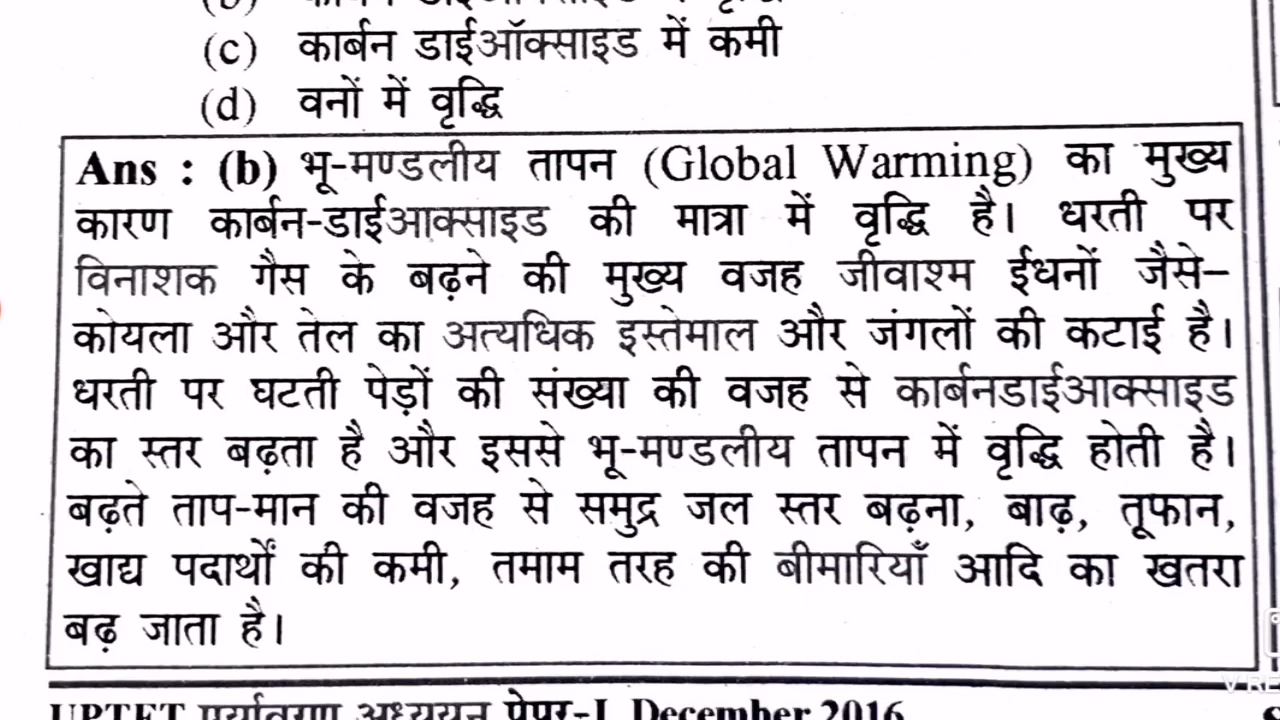 (c) कार्बन डाईऑक्साइड में कमी
(d) वनों में वृद्धि
Ans : (b) भू-मण्डलीय तापन (Global Warming) का मुख्य
कारण कार्बन-डाईआक्साइड की मात्रा में वृद्धि है। धरती पर
विनाशक गैस के बढ़ने की मुख्य वजह जीवाश्म ईधनों जैसे–
कोयला और तेल का अत्यधिक इस्तेमाल और जंगलों की कटाई है।
धरती पर घटती पेड़ों की संख्या की वजह से कार्बनडाईआक्साइड
का स्तर बढ़ता है और इससे भू-मण्डलीय तापन में वृद्धि होती है।
बढ़ते ताप-मान की वजह से समुद्र जल स्तर बढ़ना, बाढ़, तूफान,
खाद्य पदार्थों की कमी, तमाम तरह की बीमारियाँ आदि का खतरा
बढ़ जाता है।
UPTET पर्यावरण अध्ययन पेपर-I, December 2016